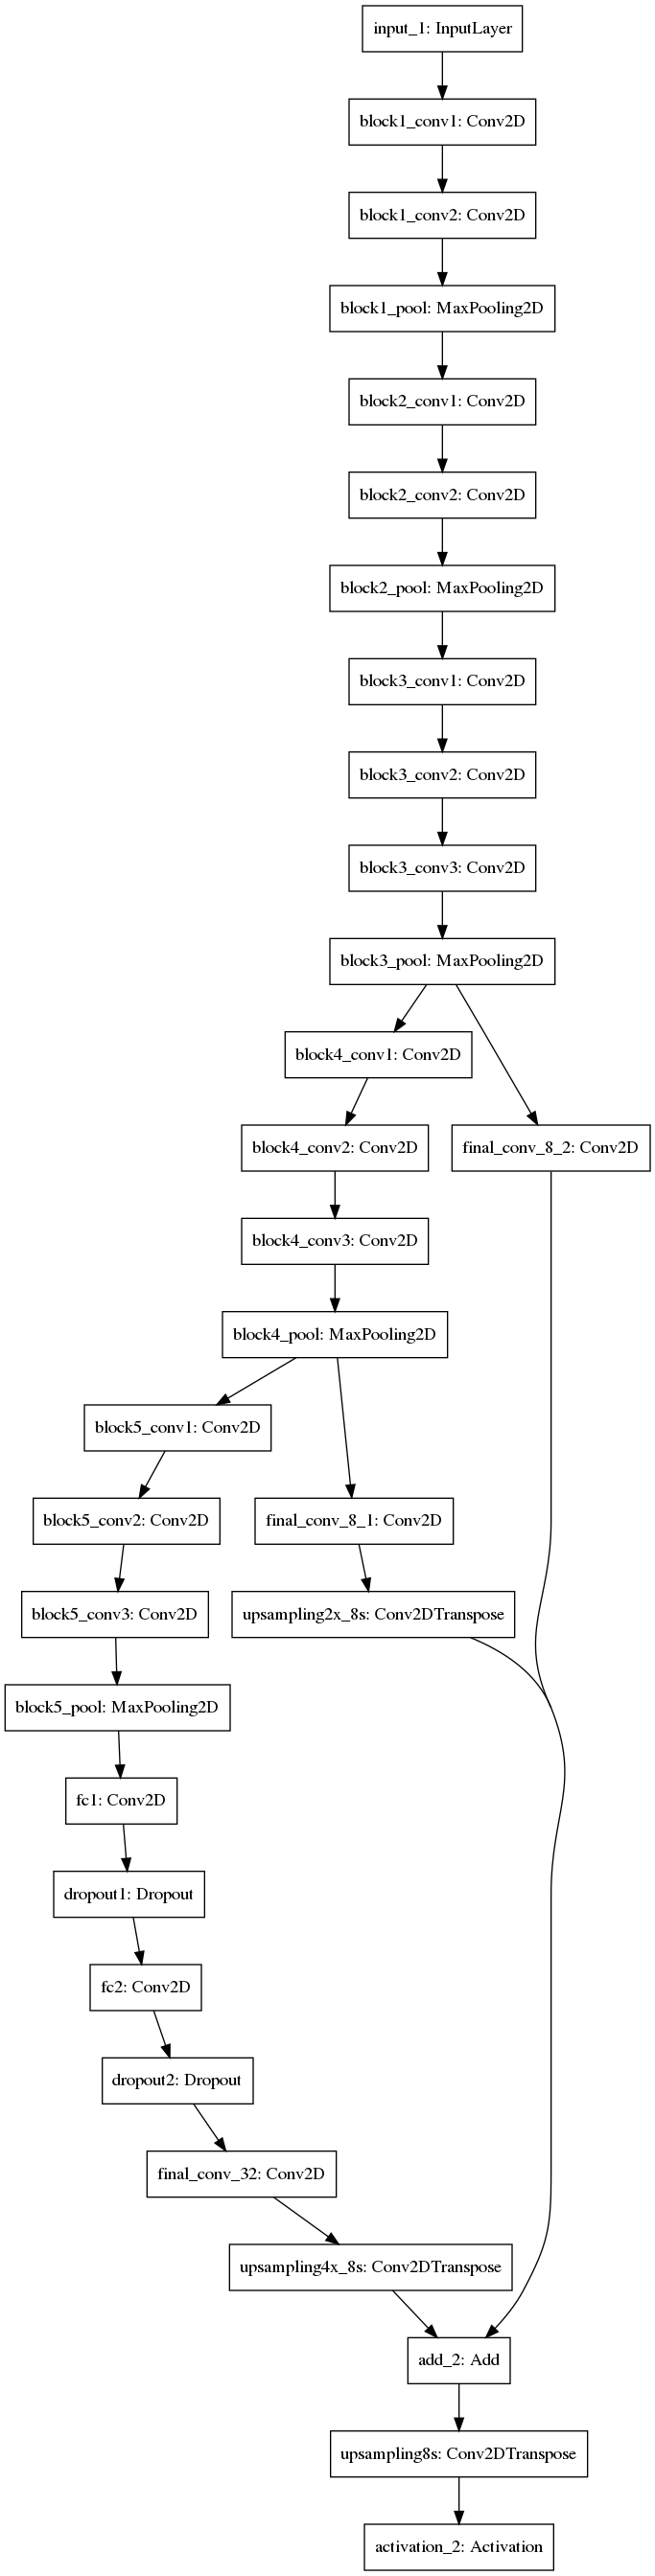 input_1: InputLayer
block1_conv1: Conv2D
block1_conv2: Conv2D
block1_pool: MaxPooling2D
block2_conv1: Conv2D
block2_conv2: Conv2D
block2_pool: MaxPooling2D
block3_conv1: Conv2D
block3_conv2: Conv2D
block3_conv3: Conv2D
block3_pool: MaxPooling2D
block4_conv1: Conv2D
block4_conv2: Conv2D
final_conv_8_2: Conv2D
block4_conv3: Conv2D
block4_pool: MaxPooling2D
block5_conv1: Conv2D
block5_conv2: Conv2D
final_conv_8_1: Conv2D
block5_conv3: Conv2D
upsampling2x_8s: Conv2DTranspose
block5_pool: MaxPooling2D
fc1: Conv2D
dropout1: Dropout
fc2: Conv2D
dropout2: Dropout
final_conv_32: Conv2D
upsampling4x_8s: Conv2DTranspose
add_2: Add
upsampling8s: Conv2DTranspose
activation_2: Activation